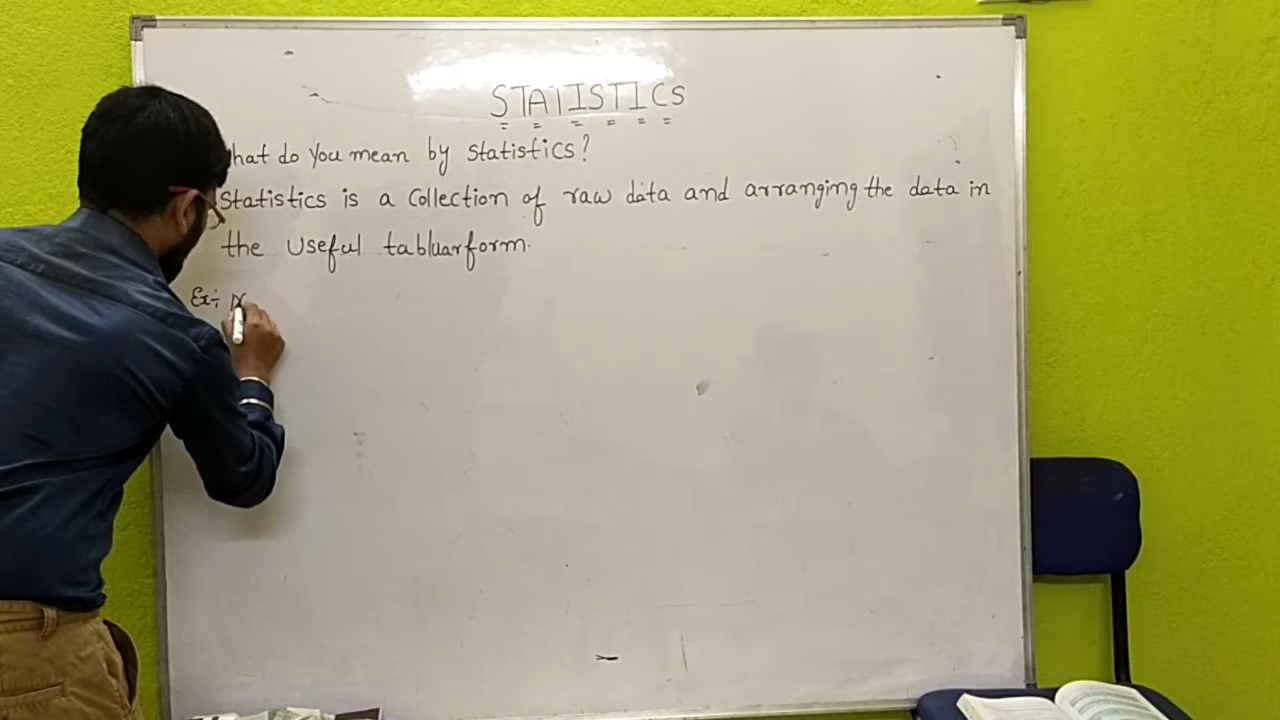 STATISTICS
hat do you mean by statistics?
Statistics is a collection of raw data and arranging the data in
the useful tabluarform.
Ex:-